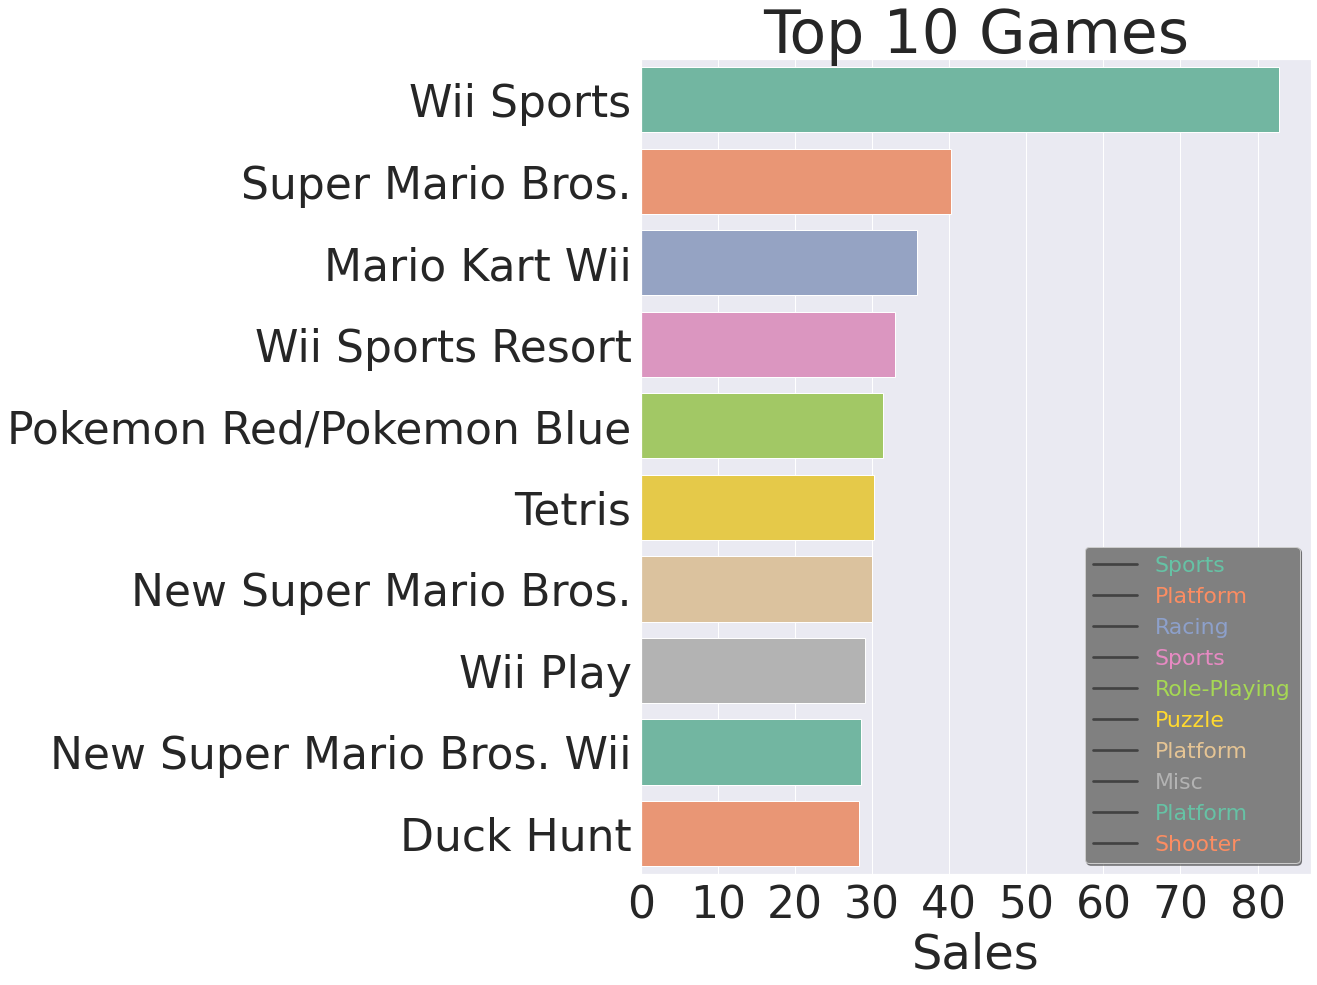 Top 10 Games
Wii Sports
Super Mario Bros.
Mario Kart Wii
Wii Sports Resort
Pokemon Red/Pokemon Blue
Tetris
New Super Mario Bros.
Wii Play
New Super Mario Bros. Wii
Duck Hunt
Sports
Platform
Racing
Sports
Role-Playing
Puzzle
Platform
Misc
Platform
Shooter
0 10 20 30 40 50 60 70 80
Sales